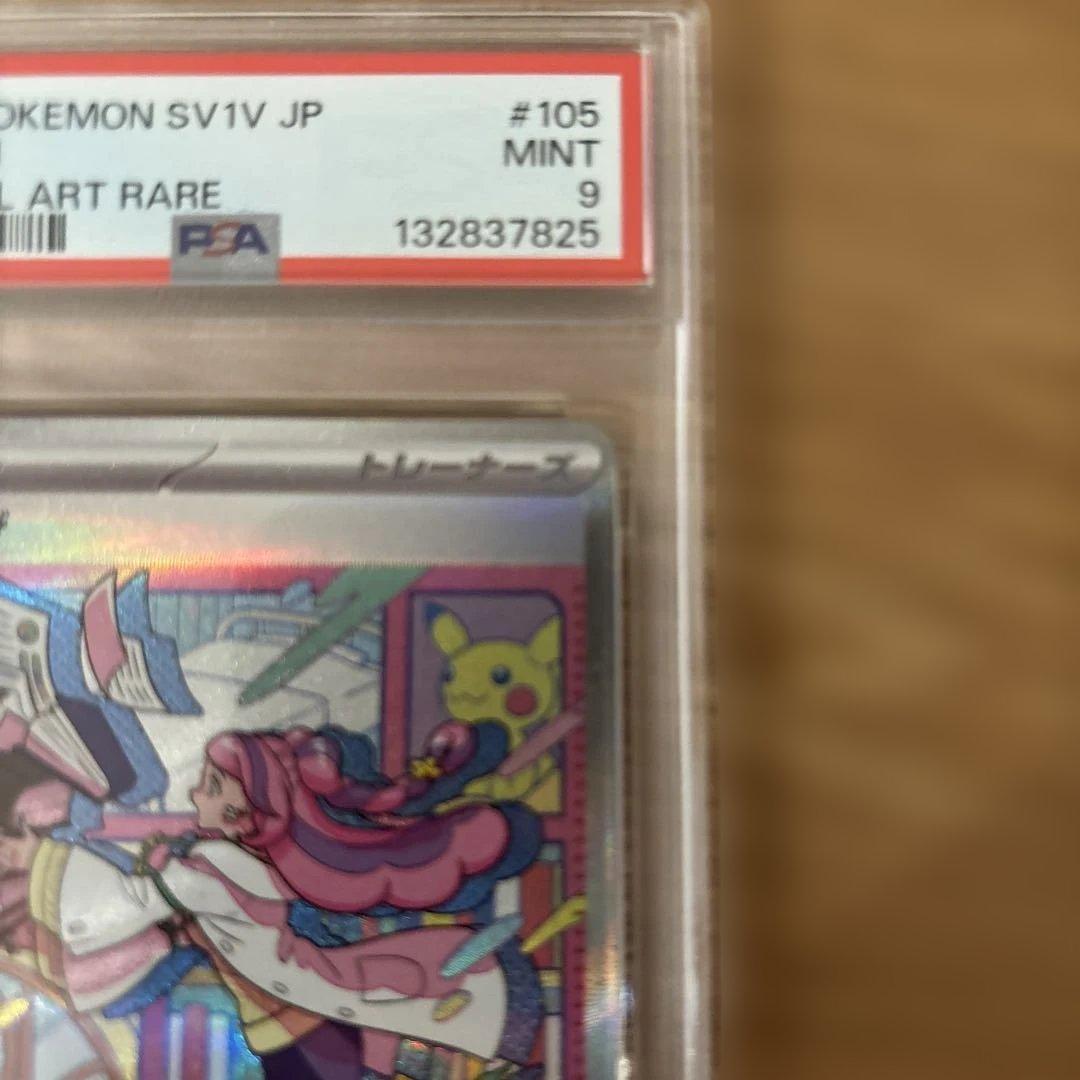 OKEMON SV1V JP #105
MINT
L ART RARE 9
PSA 132837825
トレーナーズ